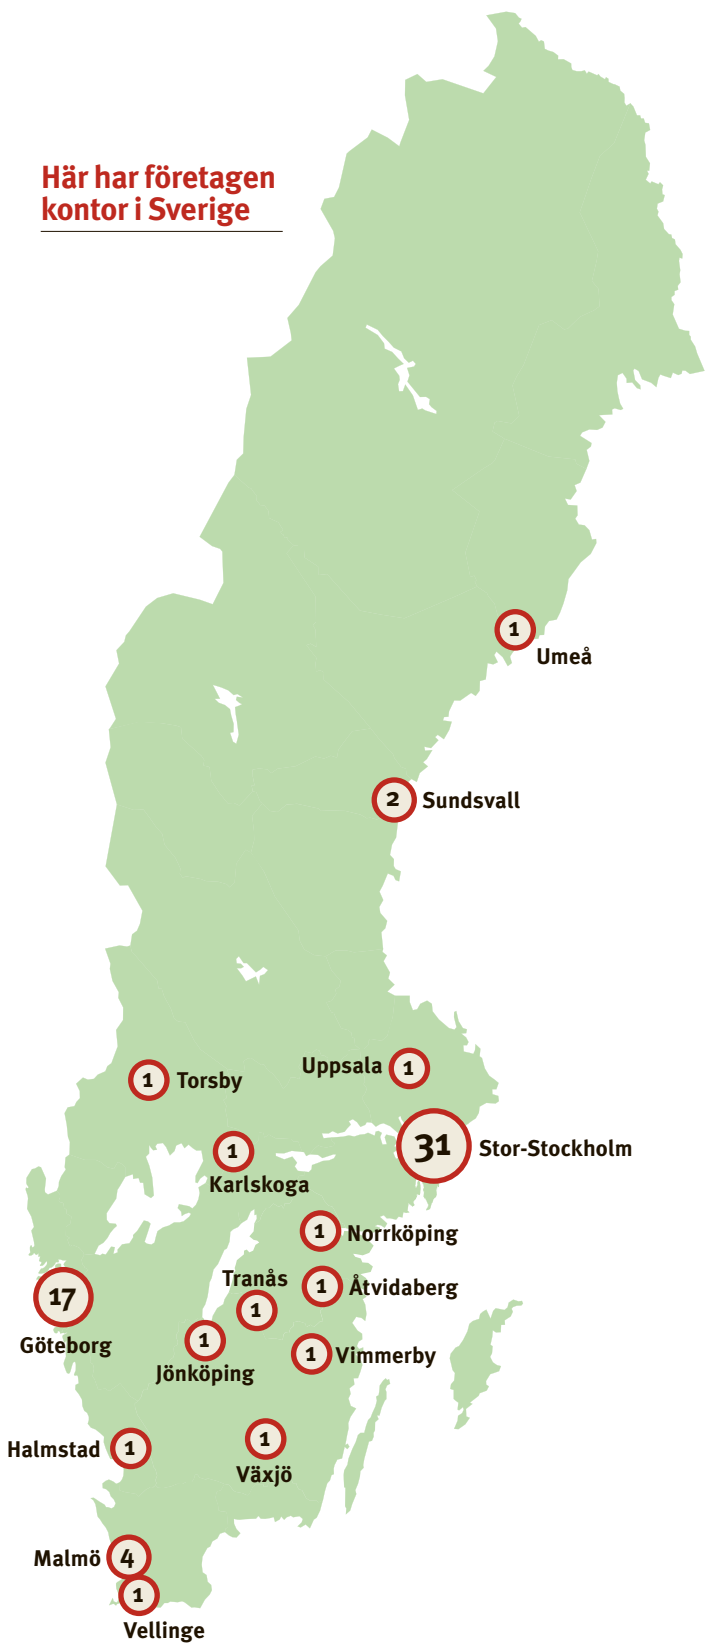 Här har företagen
kontor i Sverige
1
Umeå
2 Sundsvall
1 Torsby
Uppsala 1
31 Stor-Stockholm
1
Karlskoga
1 Norrköping
Tranås
1
1 Åtvidaberg
17
Göteborg
1
Jönköping
1 Vimmerby
Halmstad 1
1
Växjö
Malmö 4
1
Vellinge